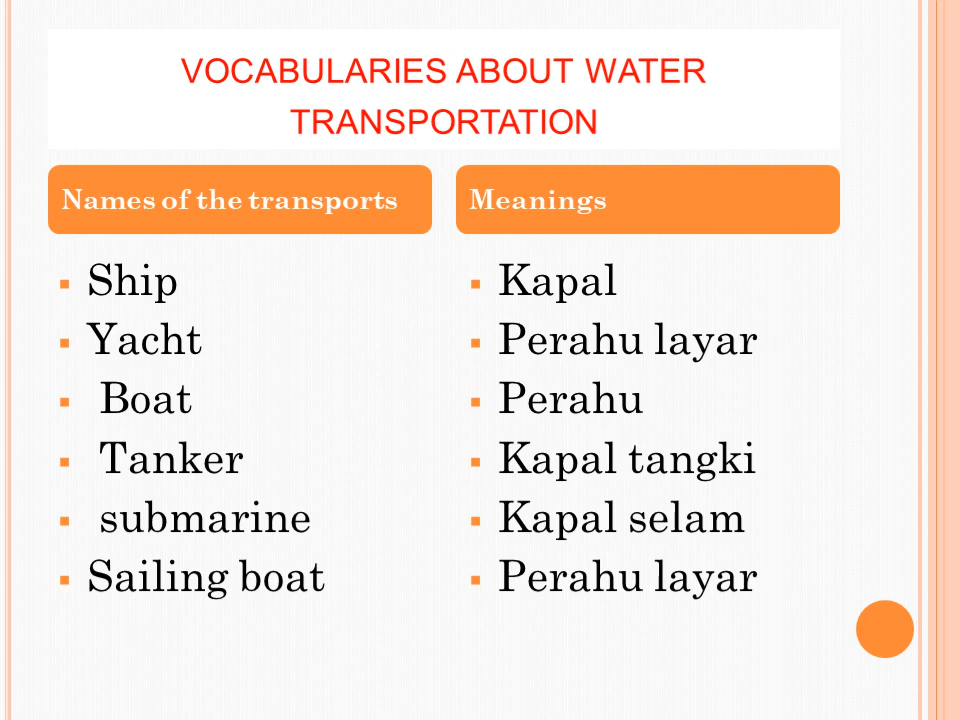 VOCABULARIES ABOUT WATER
TRANSPORTATION
Names of the transports
Meanings
Ship
Yacht
Boat
Tanker
submarine
Sailing boat
Kapal
Perahu layar
Perahu
Kapal tangki
Kapal selam
Perahu layar